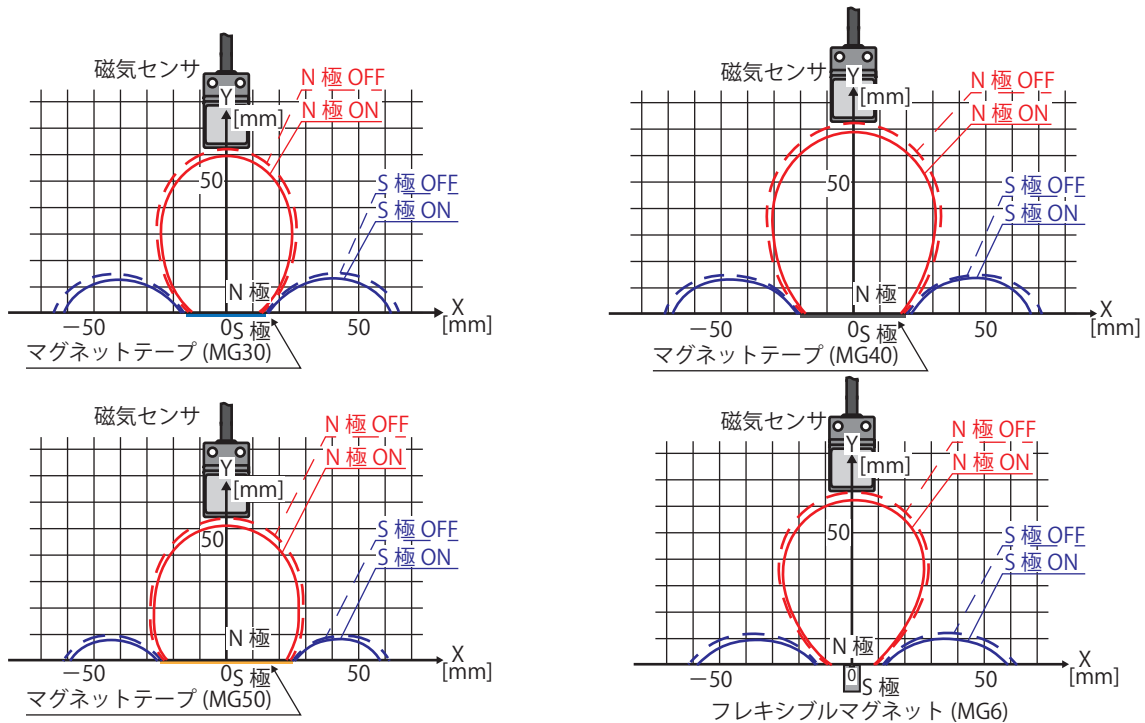 磁気センサ
N 極 OFF
N 極 ON
Y
[mm]
50
S 極 OFF
S 極 ON
N 極
X
[mm]
−50
0
S 極
50
マグネットテープ (MG30)
磁気センサ
N 極 OFF
N 極 ON
Y
[mm]
50
S 極 OFF
S 極 ON
N 極
X
[mm]
−50
0
S 極
50
マグネットテープ (MG40)
磁気センサ
N 極 OFF
N 極 ON
Y
[mm]
50
S 極 OFF
S 極 ON
N 極
X
[mm]
−50
0
S 極
50
マグネットテープ (MG50)
磁気センサ
N 極 OFF
N 極 ON
Y
[mm]
50
S 極 OFF
S 極 ON
N 極
X
[mm]
−50
0
S 極
50
フレキシブルマグネット (MG6)